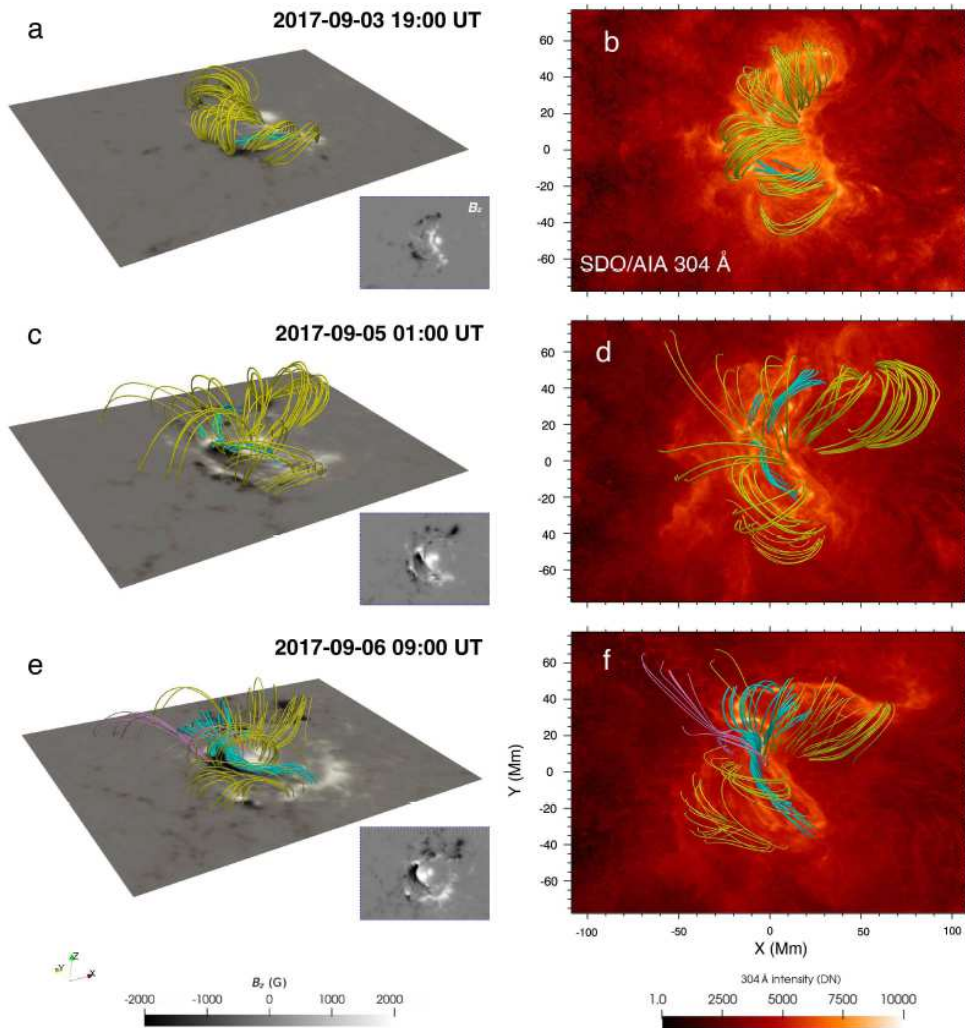 a
2017-09-03 19:00 UT
Bz
b
60
40
20
0
-20
-40
-60
SDO/AIA 304 Å
c
2017-09-05 01:00 UT
d
60
40
20
0
-20
-40
-60
e
2017-09-06 09:00 UT
f
60
40
20
0
-20
-40
-60
Y (Mm)
-100 -50 0 50 100
X (Mm)
Z
Y X
Bz (G)
-2000 -1000 0 1000 2000
304 Å intensity (DN)
1.0 2500 5000 7500 10000